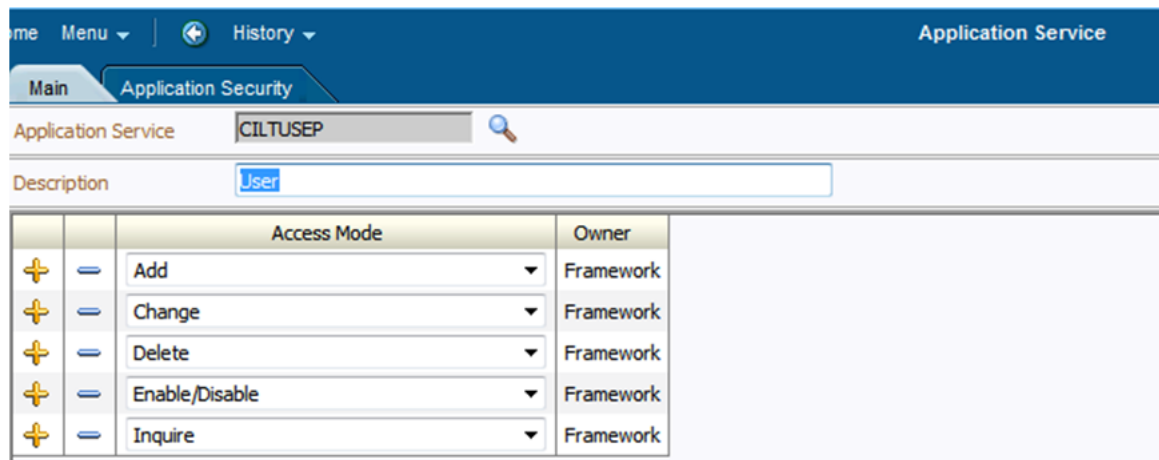 ome Menu History Application Service
Main Application Security
Application Service CILTUSEP
Description User
Access Mode Owner
Add Framework
Change Framework
Delete Framework
Enable/Disable Framework
Inquire Framework